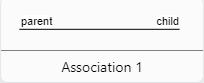 parent child
Association 1